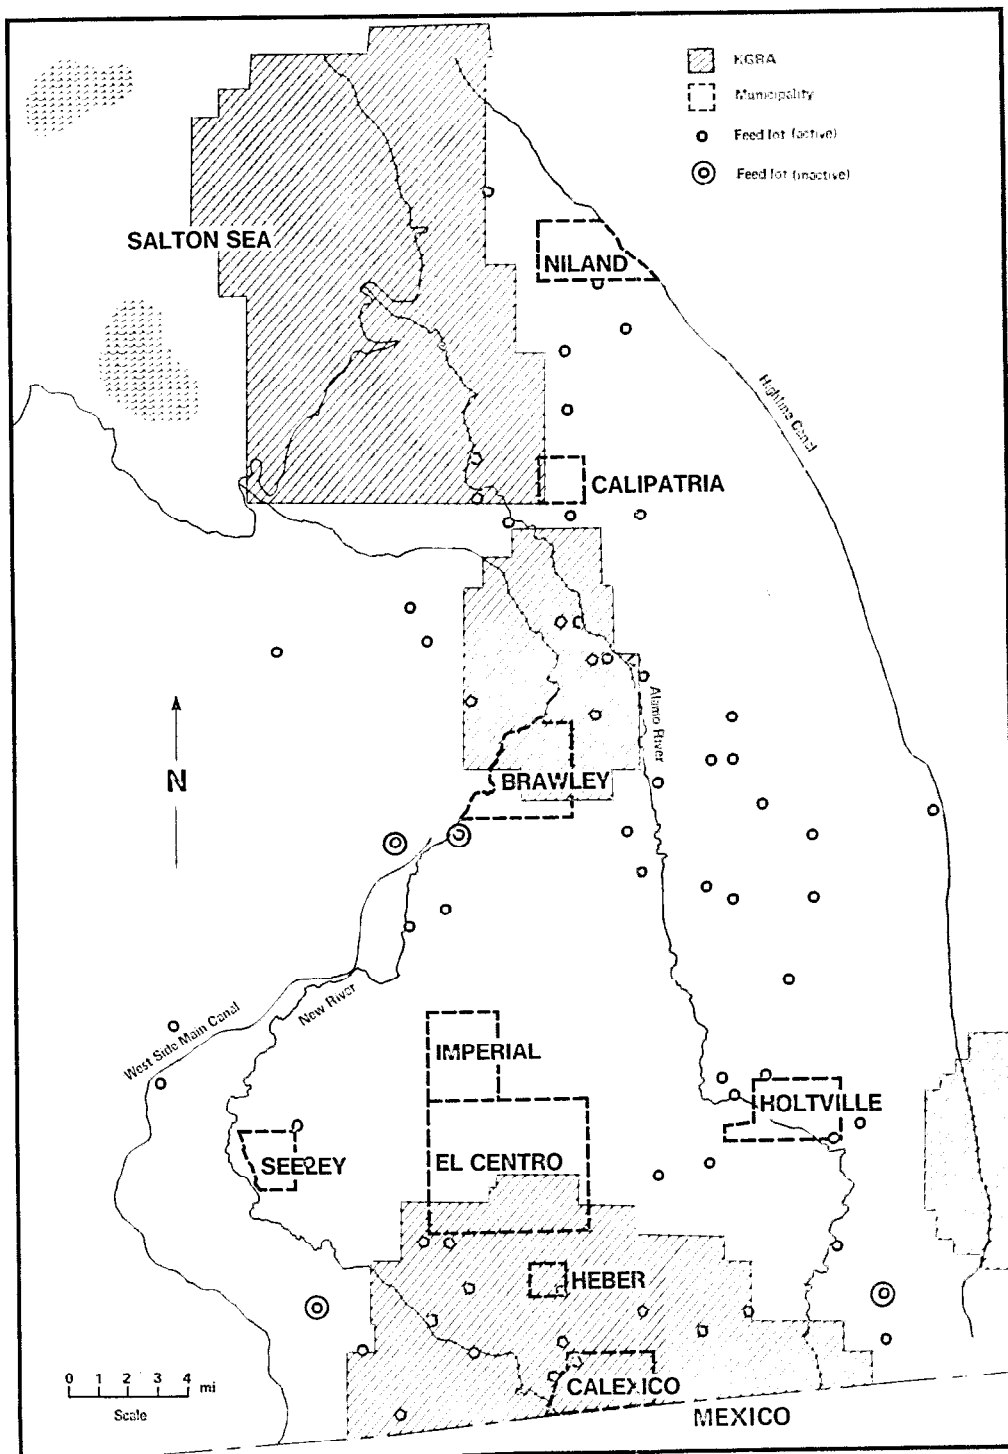 KGRA
Municipality
Feed lot (active)
Feed lot (inactive)
SALTON SEA
NILAND
Highline Canal
CALIPATRIA
Alamo River
N
BRAWLEY
West Side Main Canal
New River
IMPERIAL
HOLTVILLE
SEELEY
EL CENTRO
HEBER
CALEXICO
MEXICO
0 1 2 3 4 mi
Scale